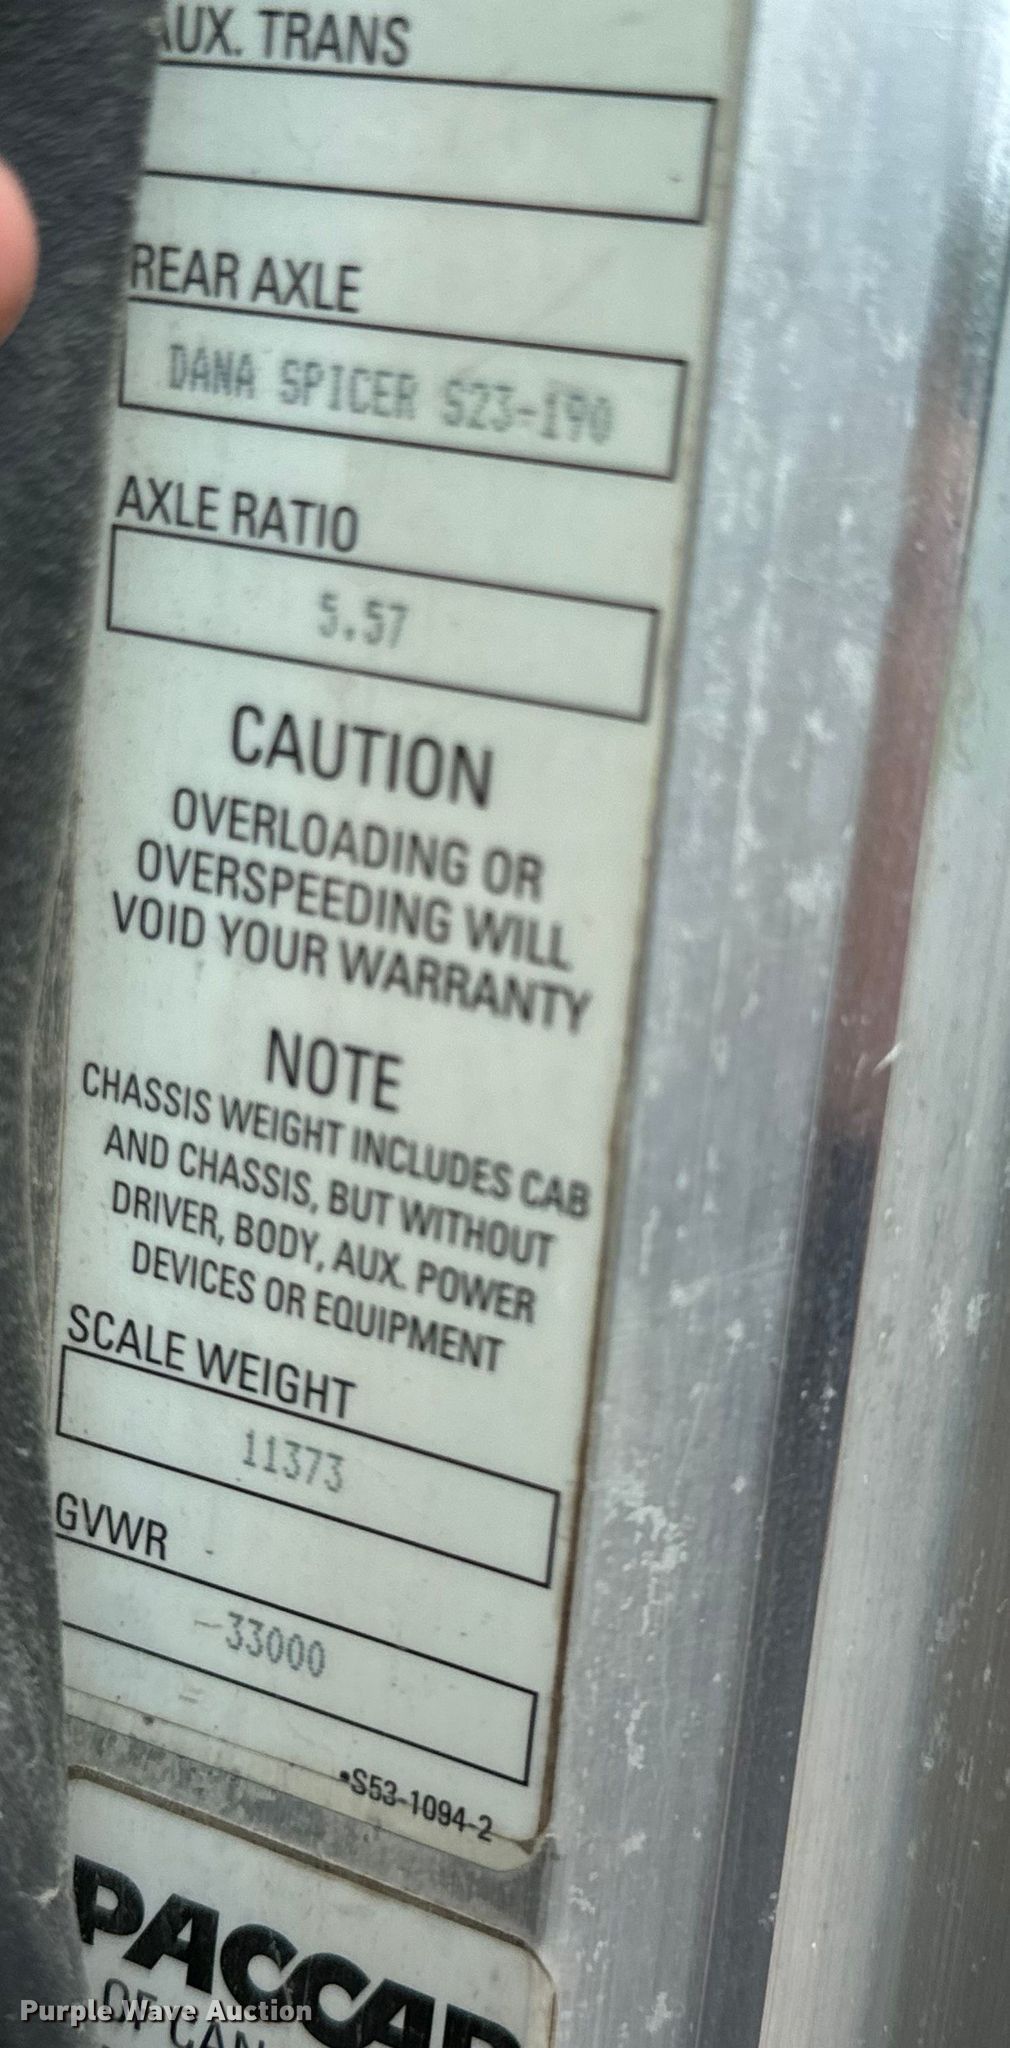 AUX. TRANS
REAR AXLE
DANA SPICER S23-190
AXLE RATIO
5.57
CAUTION
OVERLOADING OR
OVERSPEEDING WILL
VOID YOUR WARRANTY
NOTE
CHASSIS WEIGHT INCLUDES CAB
AND CHASSIS, BUT WITHOUT
DRIVER, BODY, AUX. POWER
DEVICES OR EQUIPMENT
SCALE WEIGHT
11373
GVWR
33000
•S53-1094-2
PACCAR
OF CAN
Purple Wave Auction